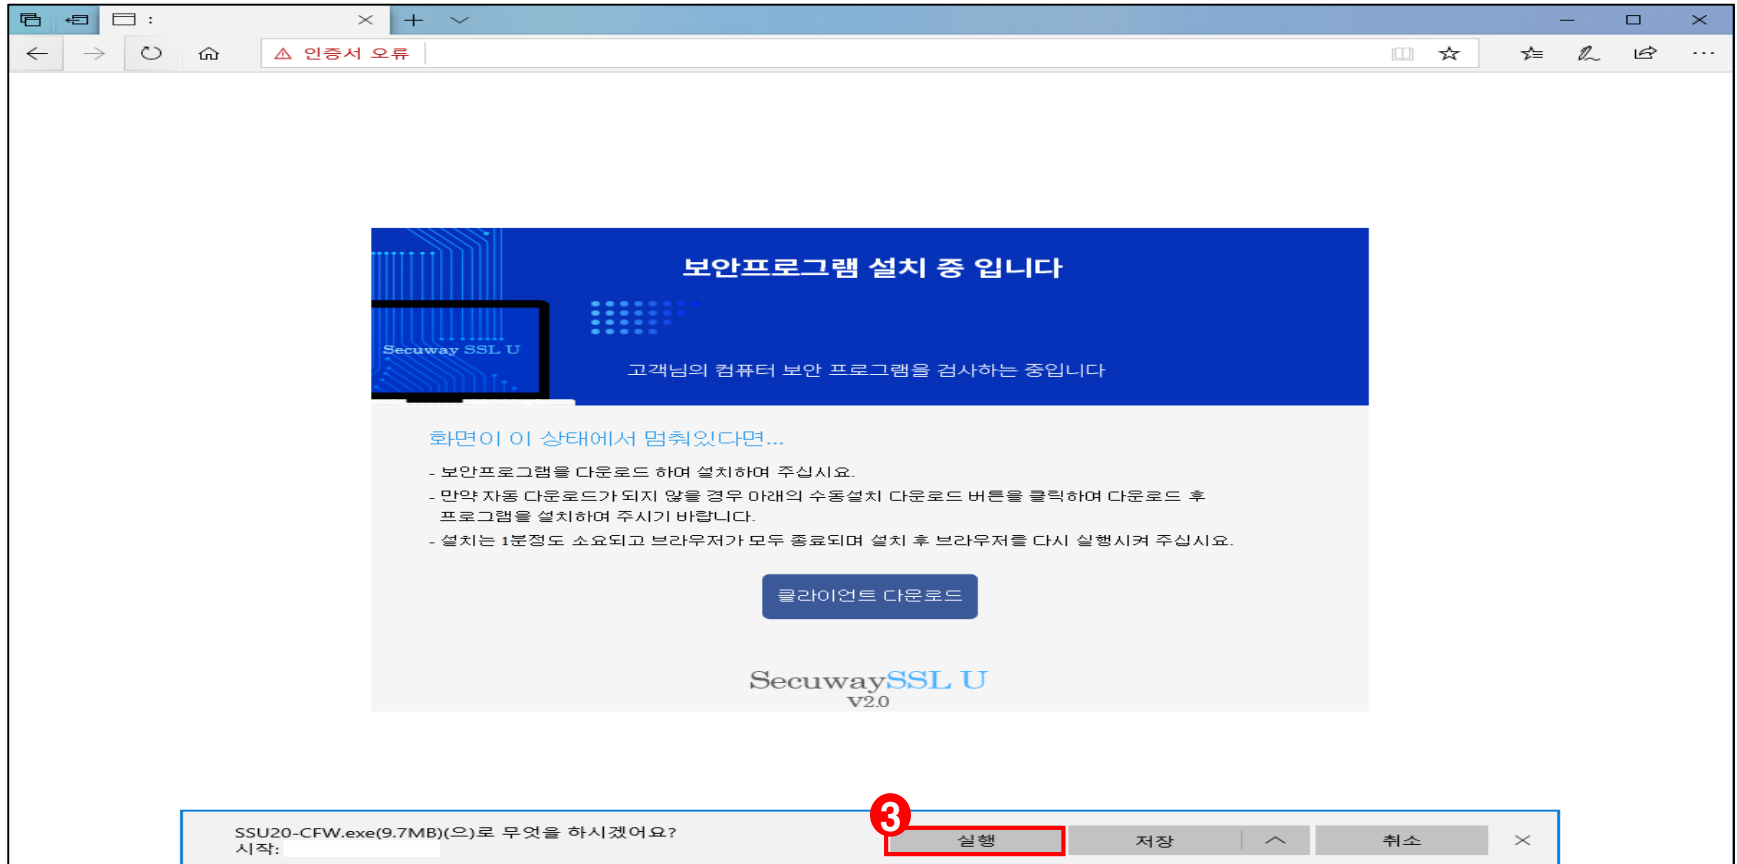 :
인증서 오류
보안프로그램 설치 중 입니다
Secuway SSL U
고객님의 컴퓨터 보안 프로그램을 검사하는 중입니다
화면이 이 상태에서 멈춰있다면...
- 보안프로그램을 다운로드 하여 설치하여 주십시요.
- 만약 자동 다운로드가 되지 않을 경우 아래의 수동설치 다운로드 버튼을 클릭하여 다운로드 후
프로그램을 설치하여 주시기 바랍니다.
- 설치는 1분정도 소요되고 브라우저가 모두 종료되며 설치 후 브라우저를 다시 실행시켜 주십시요.
클라이언트 다운로드
SecuwaySSL U
V2.0
3
SSU20-CFW.exe(9.7MB)(으)로 무엇을 하시겠어요?
시작:
실행 저장 취소